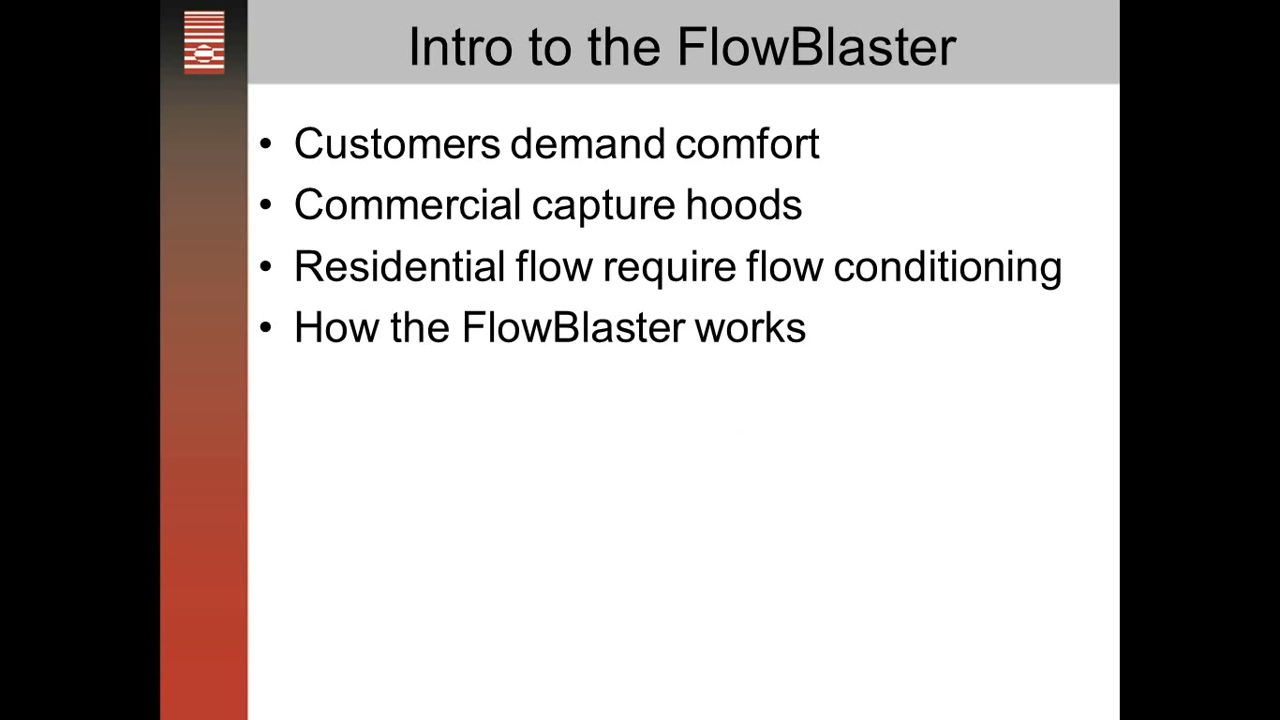 Intro to the FlowBlaster
• Customers demand comfort
• Commercial capture hoods
• Residential flow require flow conditioning
• How the FlowBlaster works